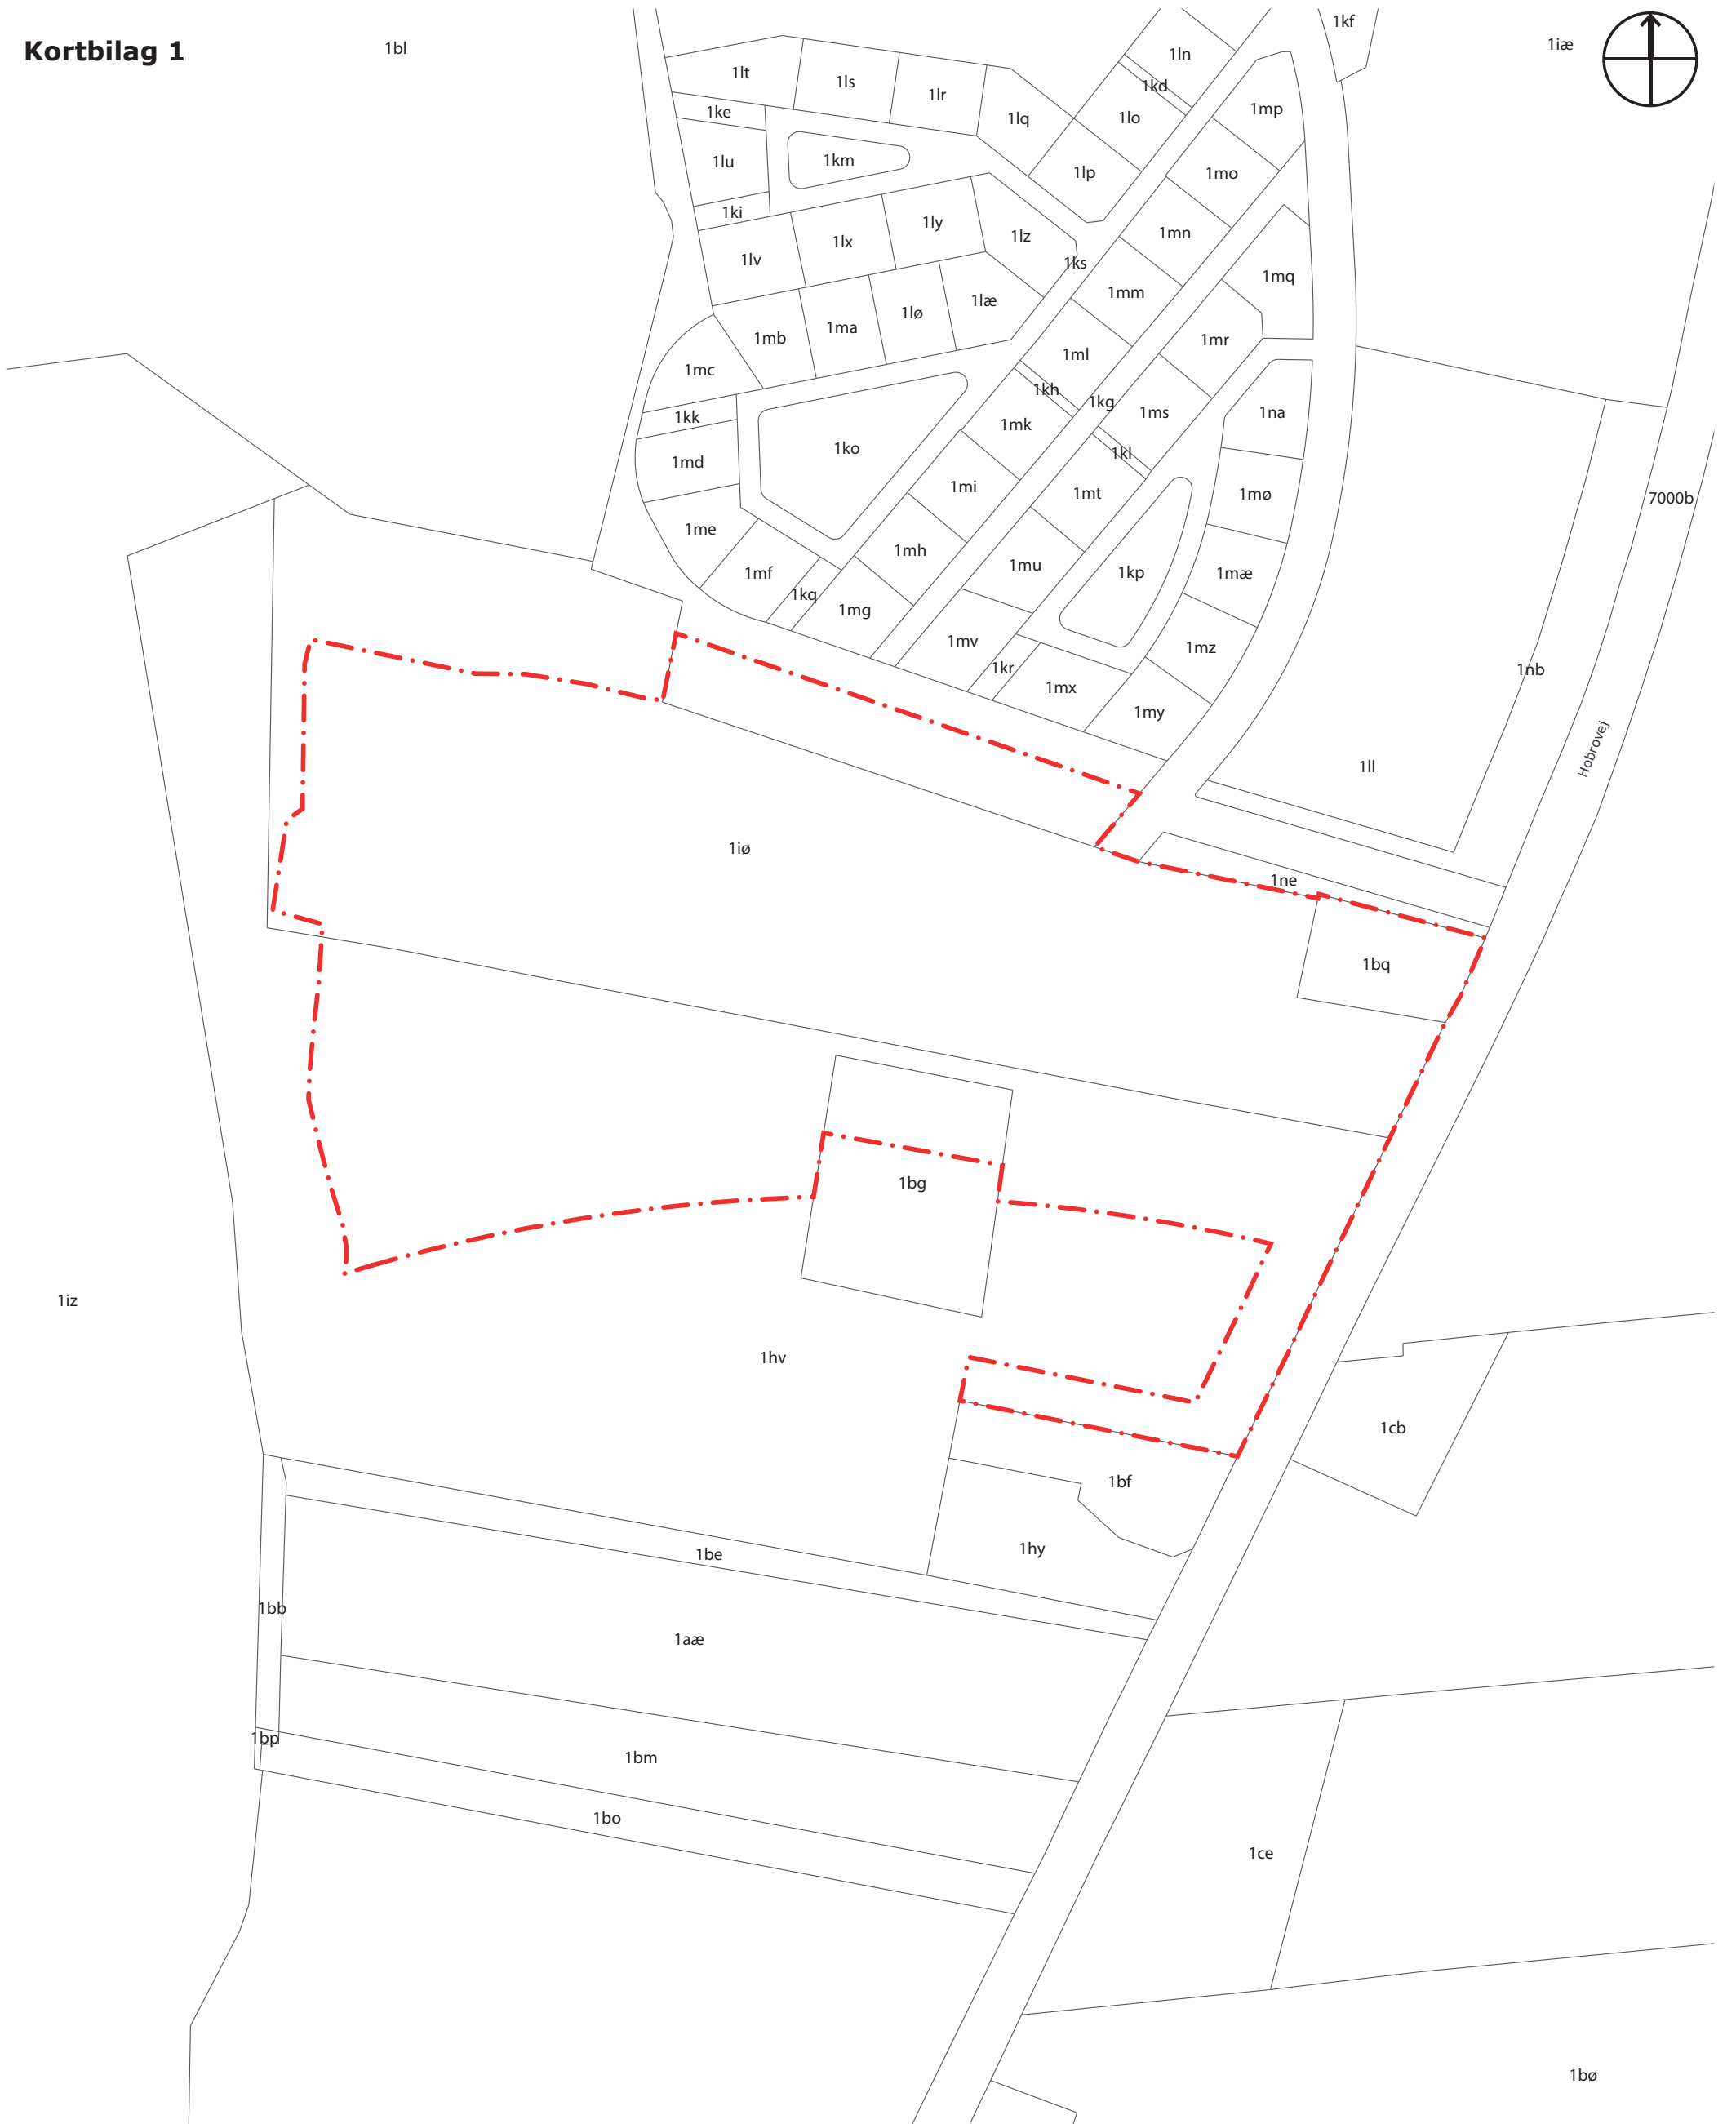 Kortbilag 1
1bl
1kf
1iæ
1ln
1lt
1ls
1lr
1kd
1lq
1lo
1mp
1ke
1lu
1km
1lp
1mo
1ki
1ly
1lz
1mn
1lx
1lv
1ks
1mq
1mm
1læ
1lø
1ma
1mb
1mr
1ml
1mc
1kh
1kg
1ms
1na
1kk
1mk
1ko
1kl
1md
1mi
1mt
1mø
7000b
1me
1mh
1mu
1mf
1kp
1mæ
1kq
1mg
1mv
1mz
1kr
1mx
1nb
1my
Hobrovej
1ll
1iø
1ne
1bq
1bg
1iz
1hv
1cb
1bf
1hy
1be
1bb
1aæ
1bp
1bm
1bo
1ce
1bø